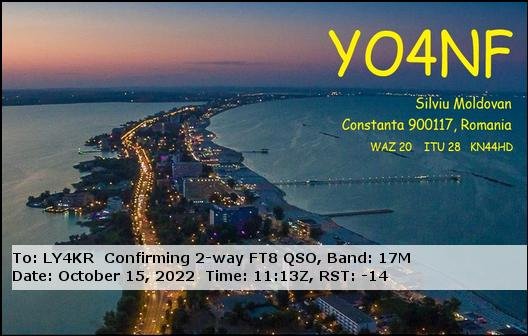 YO4NF
Silviu Moldovan
Constanta 900117, Romania
WAZ 20 ITU 28 KN44HD
To: LY4KR Confirming 2-way FT8 QSO, Band: 17M
Date: October 15, 2022 Time: 11:13Z, RST: -14